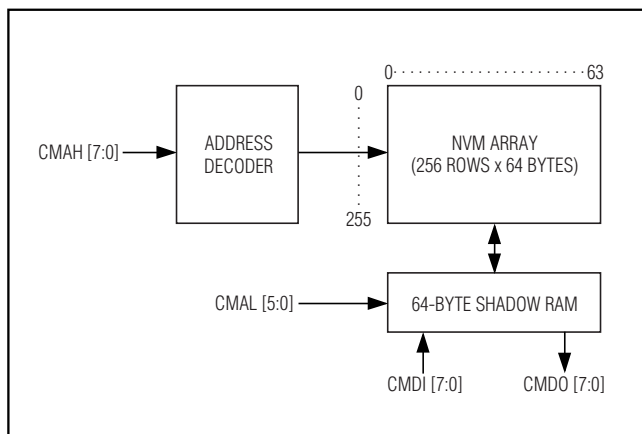 0 63
0
CMAH [7:0]
ADDRESS
DECODER
NVM ARRAY
(256 ROWS x 64 BYTES)
255
CMAL [5:0]
64-BYTE SHADOW RAM
CMDI [7:0]
CMDO [7:0]